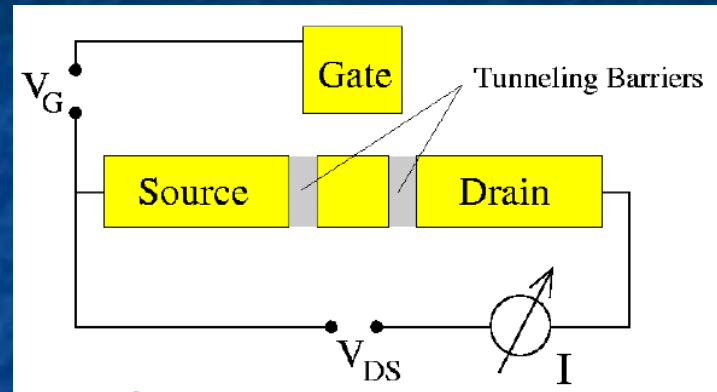 Gate
Tunneling Barriers
V_G
Source
Drain
V_DS
I